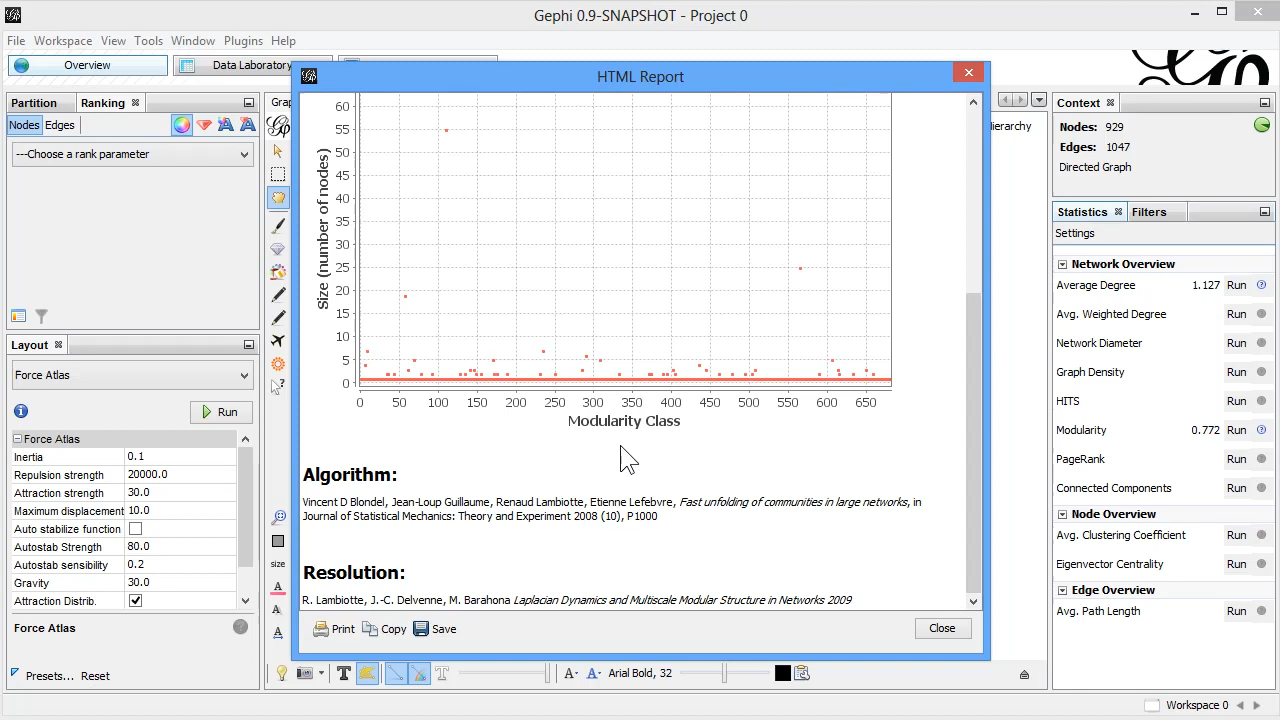 Gephi 0.9-SNAPSHOT - Project 0
File Workspace View Tools Window Plugins Help
Overview
Data Laboratory
HTML Report
Partition Ranking
Nodes Edges
---Choose a rank parameter
Layout
Force Atlas
Run
Force Atlas
Inertia 0.1
Repulsion strength 20000.0
Attraction strength 30.0
Maximum displacement 10.0
Auto stabilize function
Autostab Strength 80.0
Autostab sensibility 0.2
Gravity 30.0
Attraction Distrib.
Force Atlas
Presets... Reset
size
Size (number of nodes)
60
55
50
45
40
35
30
25
20
15
10
5
0
0 50 100 150 200 250 300 350 400 450 500 550 600 650
Modularity Class
Algorithm:
Vincent D Blondel, Jean-Loup Guillaume, Renaud Lambiotte, Etienne Lefebvre, Fast unfolding of communities in large networks, in
Journal of Statistical Mechanics: Theory and Experiment 2008 (10), P1000
Resolution:
R. Lambiotte, J.-C. Delvenne, M. Barahona Laplacian Dynamics and Multiscale Modular Structure in Networks 2009
Print Copy Save Close
Arial Bold, 32
Context
Nodes: 929
Edges: 1047
Directed Graph
Statistics Filters
Settings
Network Overview
Average Degree 1.127 Run
Avg. Weighted Degree Run
Network Diameter Run
Graph Density Run
HITS Run
Modularity 0.772 Run
PageRank Run
Connected Components Run
Node Overview
Avg. Clustering Coefficient Run
Eigenvector Centrality Run
Edge Overview
Avg. Path Length Run
Workspace 0